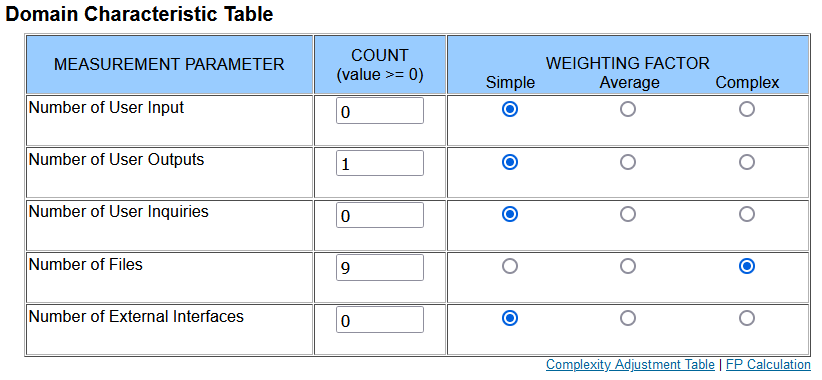 Domain Characteristic Table
MEASUREMENT PARAMETER
COUNT
(value >= 0)
WEIGHTING FACTOR
Simple Average Complex
Number of User Input 0
Number of User Outputs 1
Number of User Inquiries 0
Number of Files 9
Number of External Interfaces 0
Complexity Adjustment Table | FP Calculation